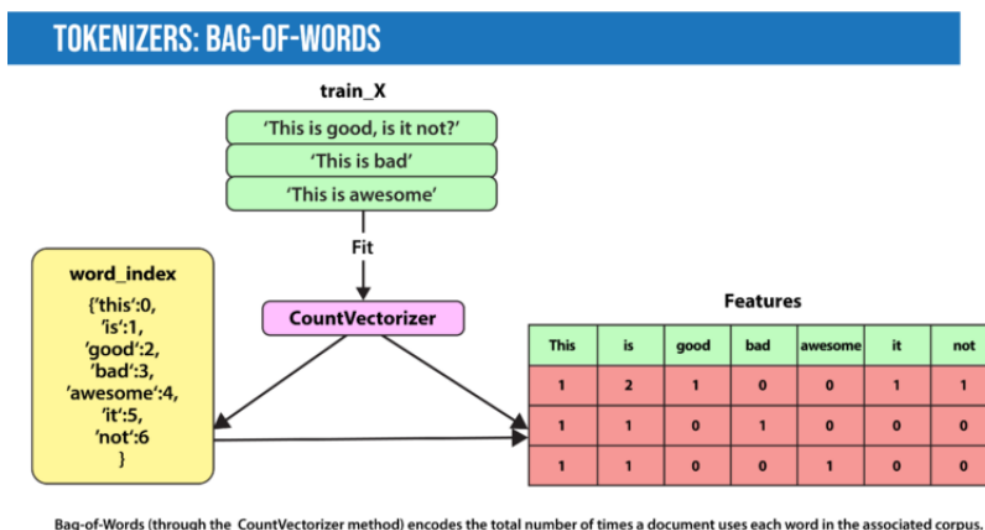 TOKENIZERS: BAG-OF-WORDS
train_X
‘This is good, is it not?’
‘This is bad’
‘This is awesome’
Fit
CountVectorizer
word_index
{‘this‘:0,
‘is‘:1,
‘good‘:2,
‘bad‘:3,
‘awesome‘:4,
‘it‘:5,
‘not‘:6
}
Features
This is good bad awesome it not
1 2 1 0 0 1 1
1 1 0 1 0 0 0
1 1 0 0 1 0 0
Bag-of-Words (through the CountVectorizer method) encodes the total number of times a document uses each word in the associated corpus.